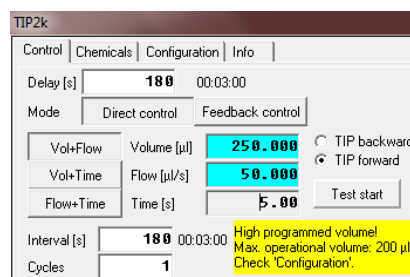 TIP2k
Control Chemicals Configuration Info
Delay [s] 180 00:03:00
Mode Direct control Feedback control
Vol+Flow Volume [µl] 250.000 TIP backward
TIP forward
Vol+Time Flow [µl/s] 50.000
Flow+Time Time [s] 5.00 Test start
Interval [s] 180 00:03:00 High programmed volume!
Max. operational volume: 200 µl
Cycles 1 Check 'Configuration'.